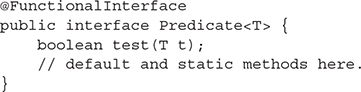 @FunctionalInterface
public interface Predicate<T> {
    boolean test(T t);
    // default and static methods here.
}